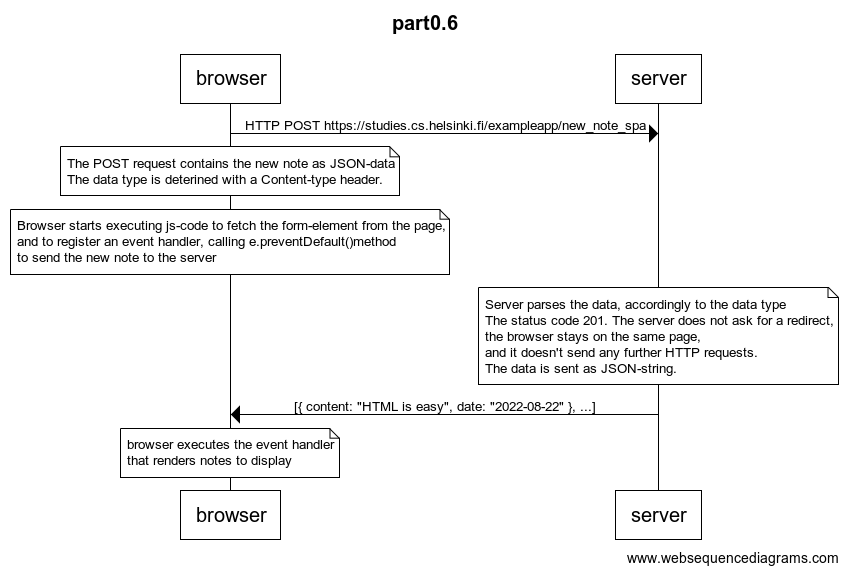 part0.6
browser
server
HTTP POST https://studies.cs.helsinki.fi/exampleapp/new_note_spa
The POST request contains the new note as JSON-data
The data type is deterined with a Content-type header.
Browser starts executing js-code to fetch the form-element from the page,
and to register an event handler, calling e.preventDefault()method
to send the new note to the server
Server parses the data, accordingly to the data type
The status code 201. The server does not ask for a redirect,
the browser stays on the same page,
and it doesn't send any further HTTP requests.
The data is sent as JSON-string.
[{ content: "HTML is easy", date: "2022-08-22" }, ...]
browser executes the event handler
that renders notes to display
browser
server
www.websequencediagrams.com